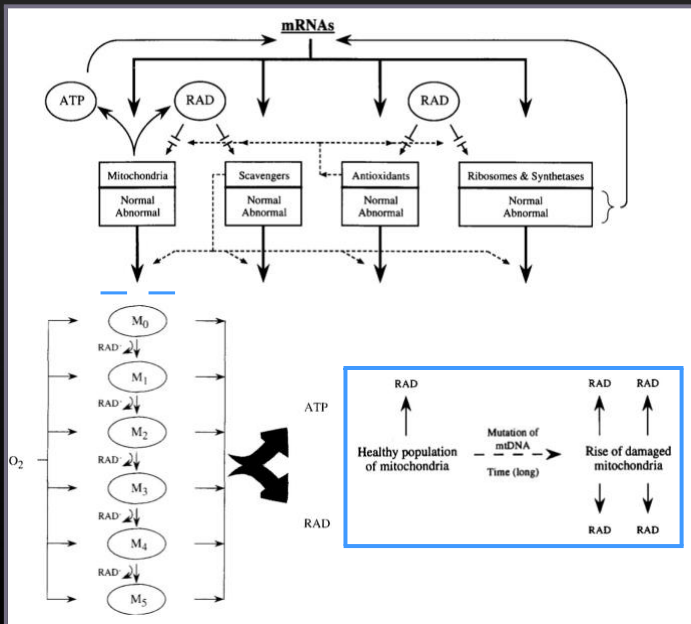 mRNAs
ATP
RAD
RAD
Mitochondria
Scavengers
Antioxidants
Ribosomes & Synthetases
Normal
Abnormal
Normal
Abnormal
Normal
Abnormal
Normal
Abnormal
O2
M0
RAD·
M1
RAD·
M2
RAD·
M3
RAD·
M4
RAD·
M5
ATP
RAD
RAD
Healthy population
of mitochondria
Mutation of
mtDNA
Time (long)
RAD RAD
Rise of damaged
mitochondria
RAD RAD